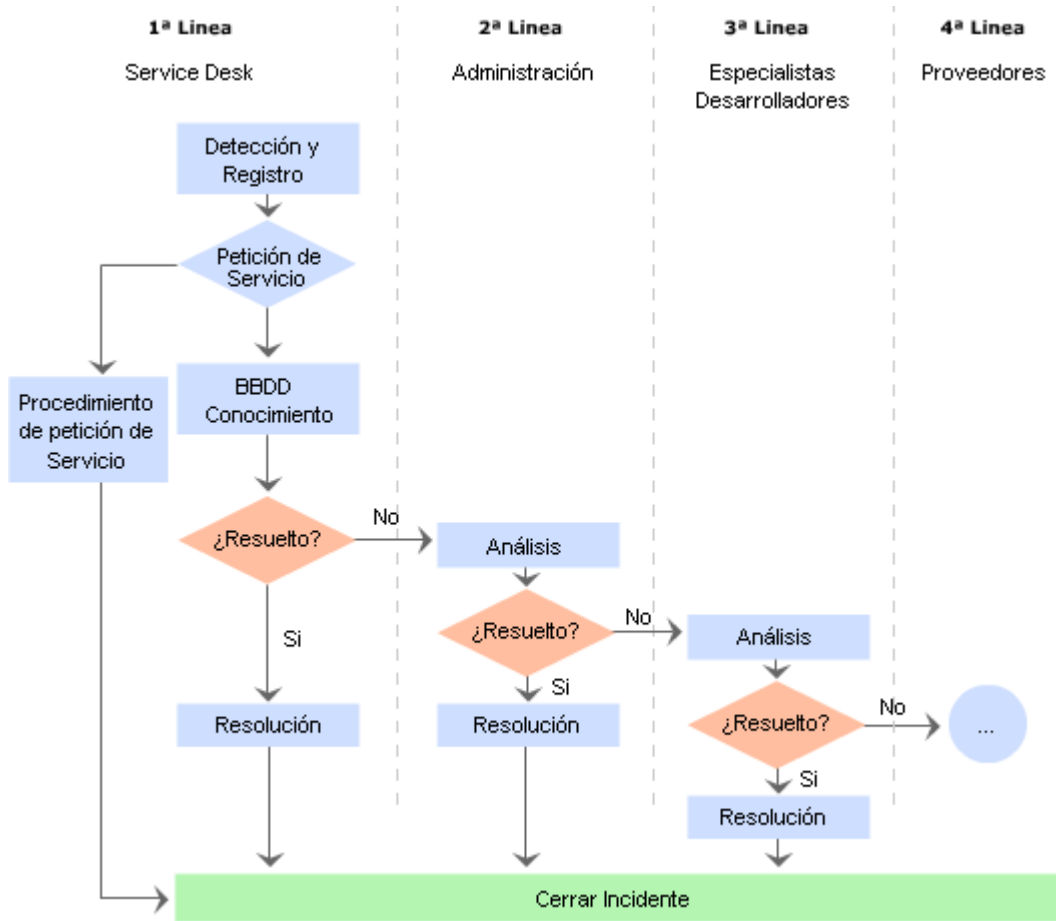 1ª Linea
2ª Linea
3ª Linea
4ª Linea
Service Desk
Administración
Especialistas
Desarrolladores
Proveedores
Detección y
Registro
Petición de
Servicio
Procedimiento
de petición de
Servicio
BBDD
Conocimiento
¿Resuelto?
No
Si
Resolución
Análisis
¿Resuelto?
No
Si
Resolución
Análisis
¿Resuelto?
No
Si
Resolución
...
Cerrar Incidente